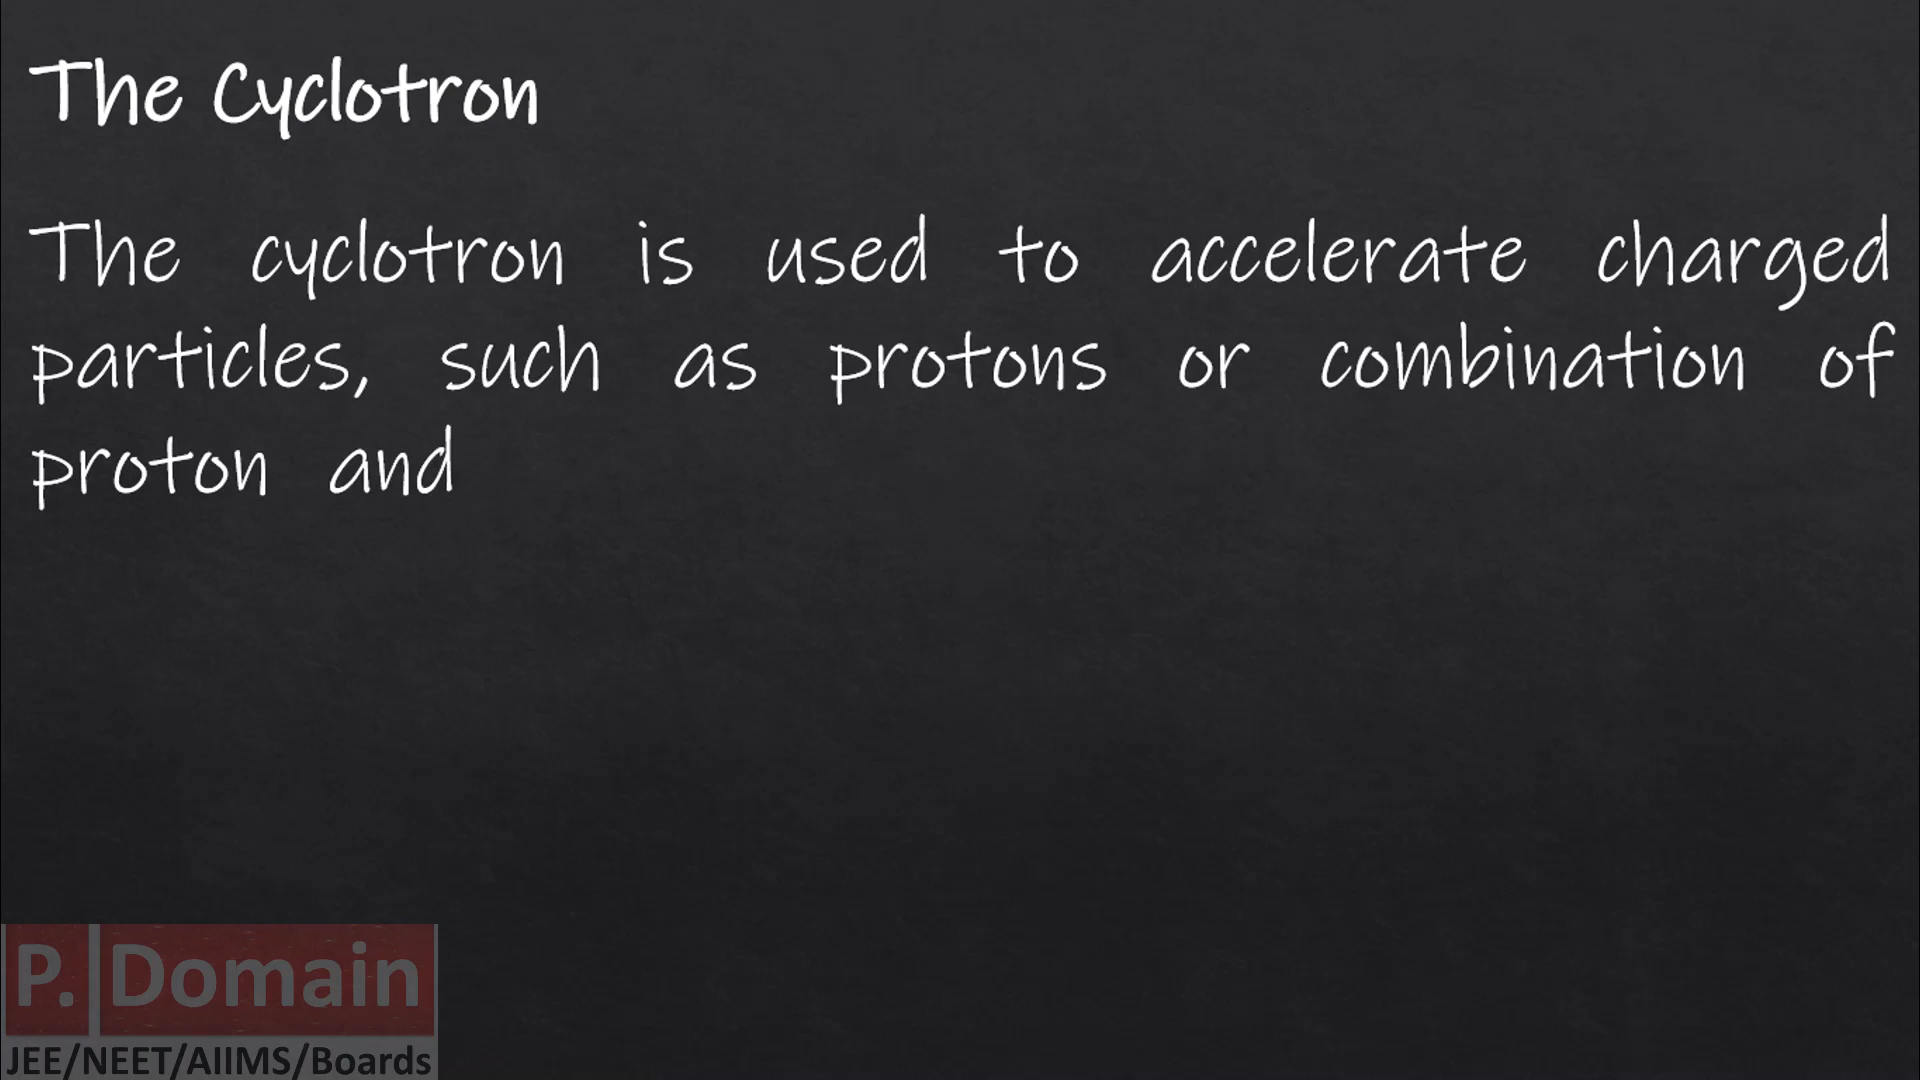 The Cyclotron
The cyclotron is used to accelerate charged
particles, such as protons or combination of
proton and
P. Domain
JEE/NEET/AIIMS/Boards